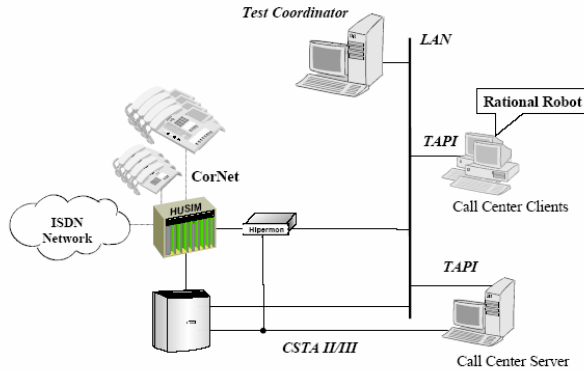 Test Coordinator
LAN
Rational Robot
TAPI
CorNet
Call Center Clients
HUSIM
ISDN
Network
Hipermon
TAPI
CSTA II/III
Call Center Server